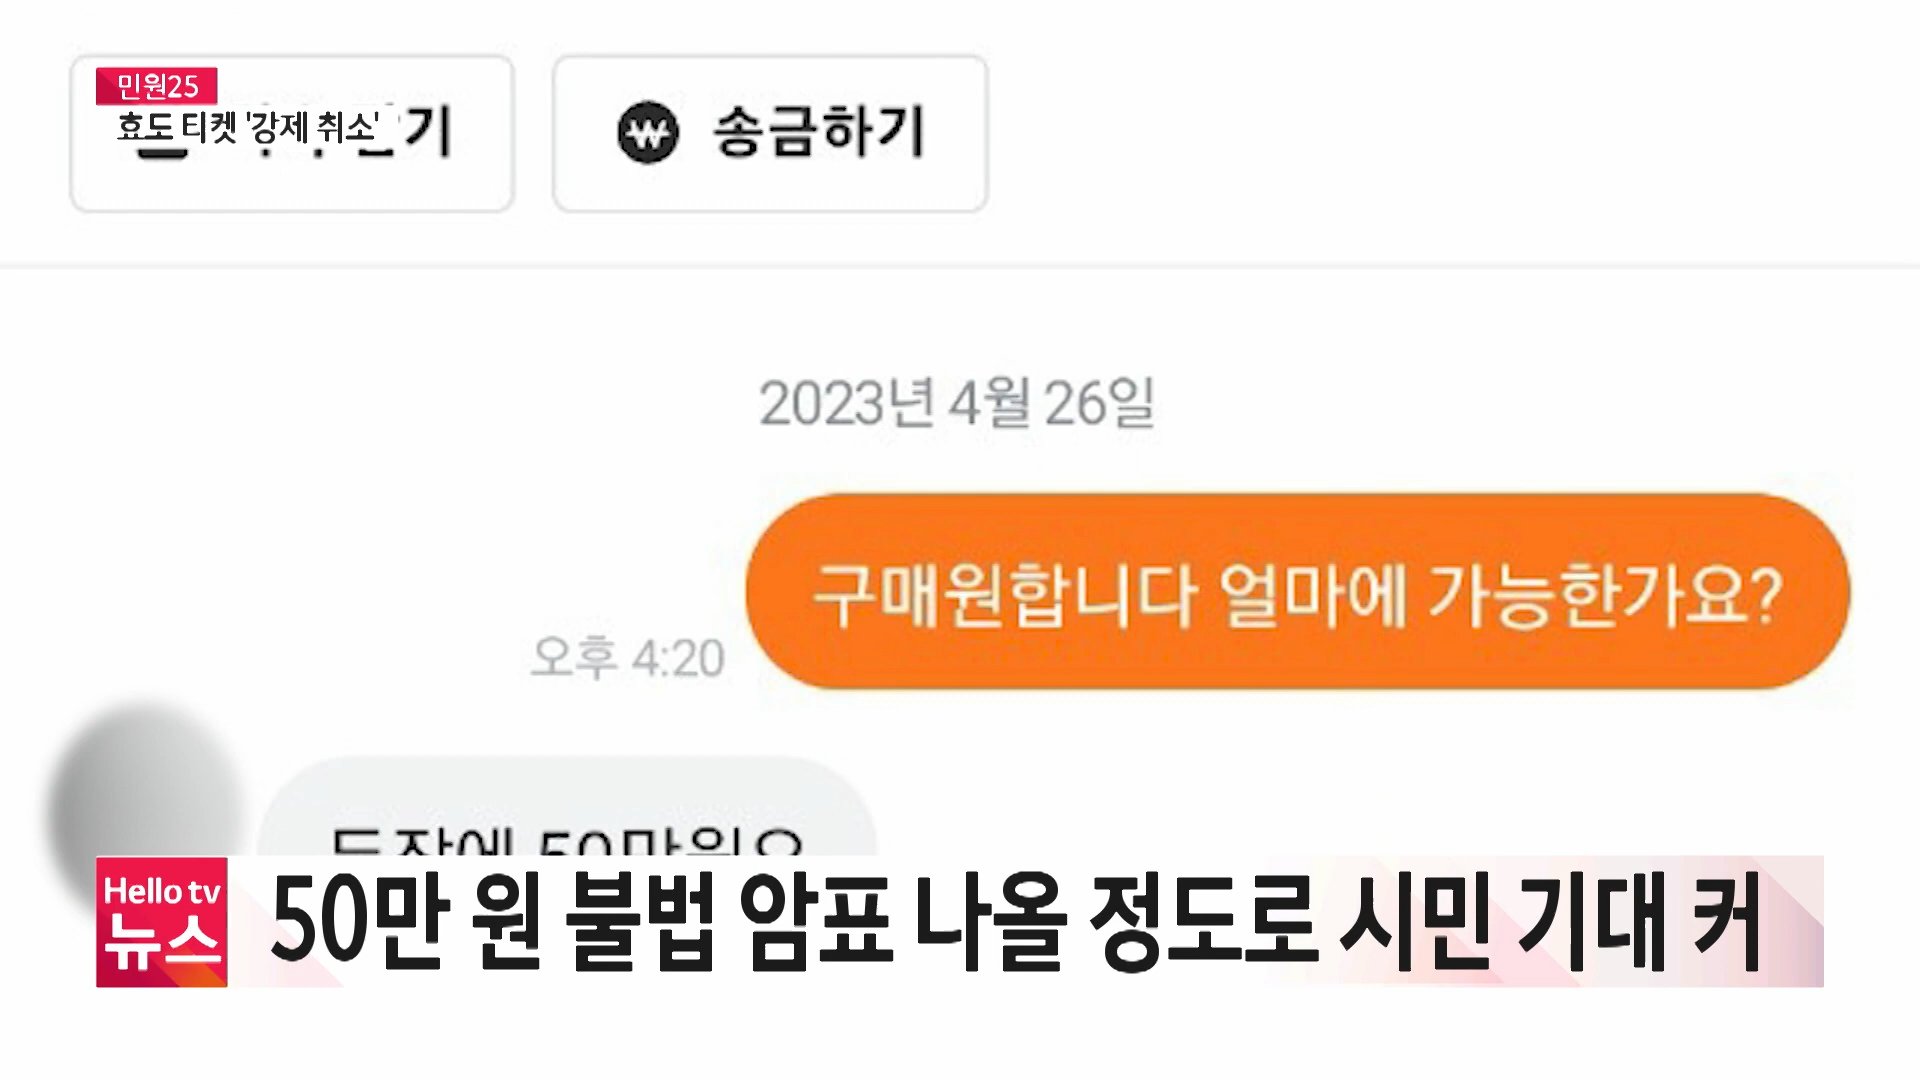 민원25
효도 티켓 '강제 취소'
송금하기
2023년 4월 26일
구매원합니다 얼마에 가능한가요?
오후 4:20
Hello tv
뉴스
50만 원 불법 암표 나올 정도로 시민 기대 커